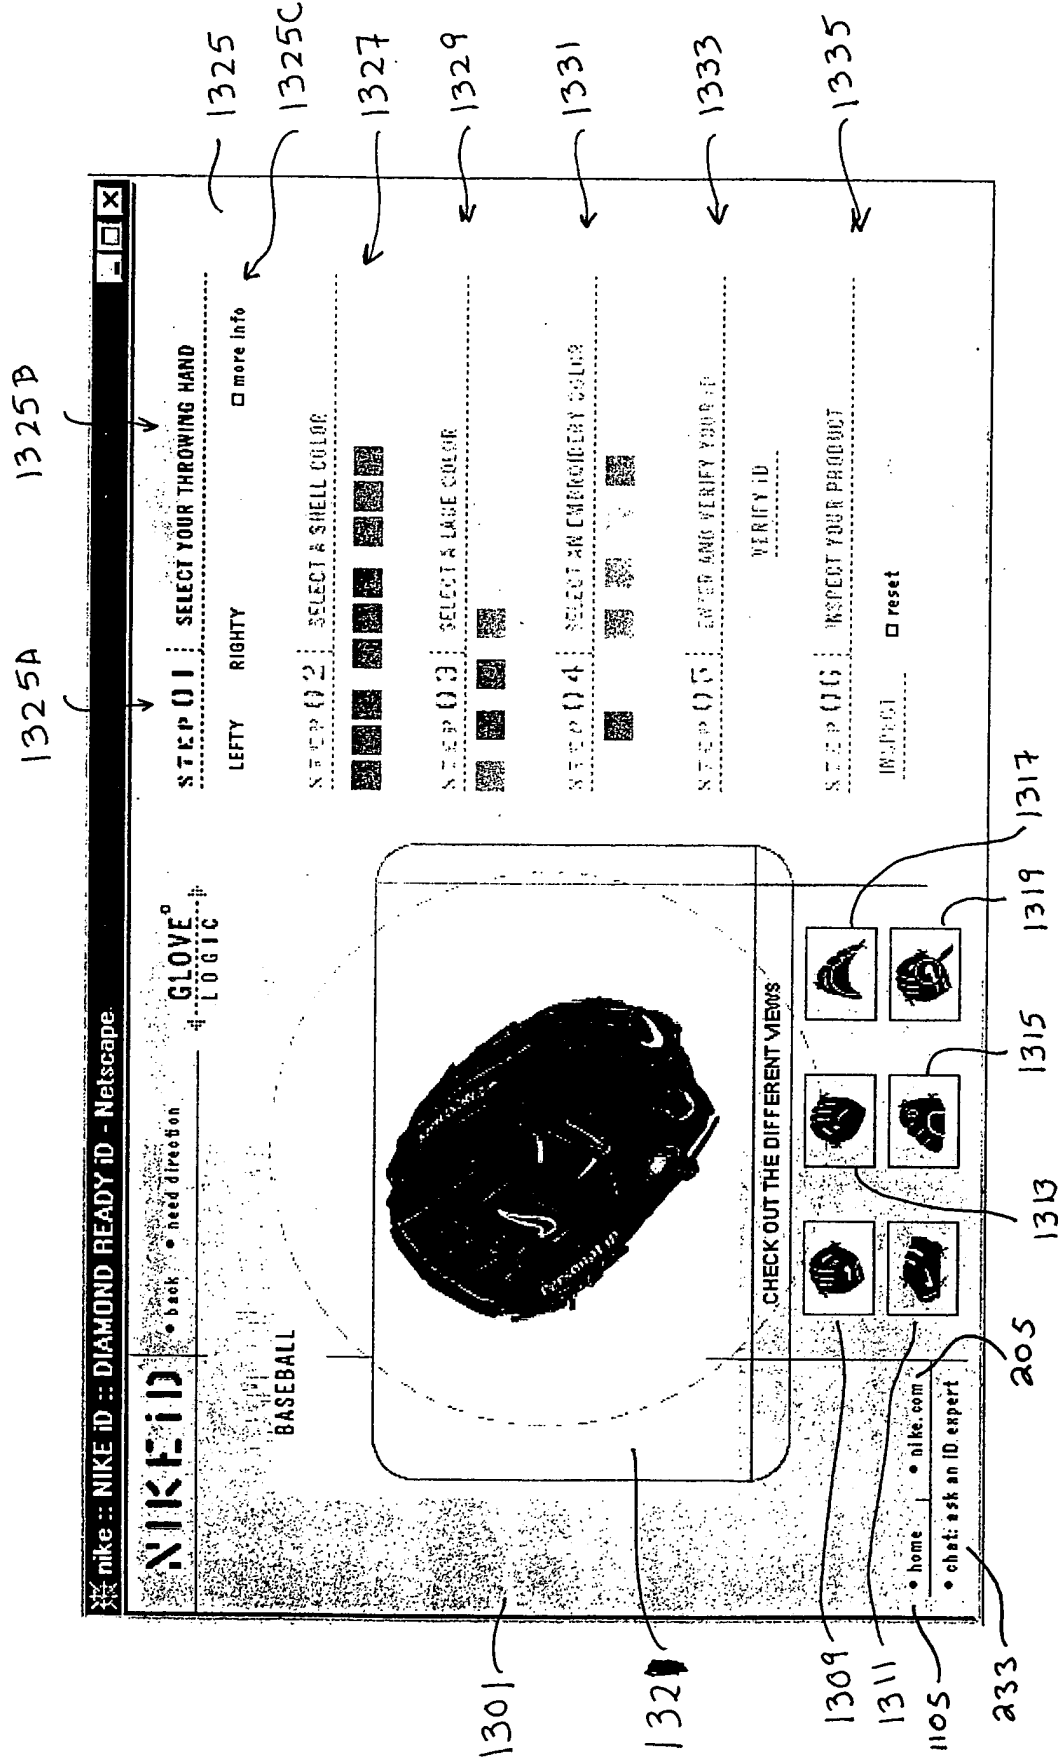 nike :: NIKE iD :: DIAMOND READY iD - Netscape
NIKEiD
• back • need direction
GLOVE
LOGIC
BASEBALL
CHECK OUT THE DIFFERENT VIEWS
• home • nike.com
• chat: ask an iD expert
STEP 01 SELECT YOUR THROWING HAND
LEFTY RIGHTY more info
STEP 02 SELECT A SHELL COLOR
STEP 03 SELECT A LACE COLOR
STEP 04 SELECT AN EMBROIDERY COLOR
STEP 05 ENTER AND VERIFY YOUR iD
VERIFY iD
STEP 06 INSPECT YOUR PRODUCT
INSPECT reset
1325A
1325B
1325
1325C
1327
1329
1331
1333
1335
1301
1309
1311
1105
233
205
1313
1315
1319
1317